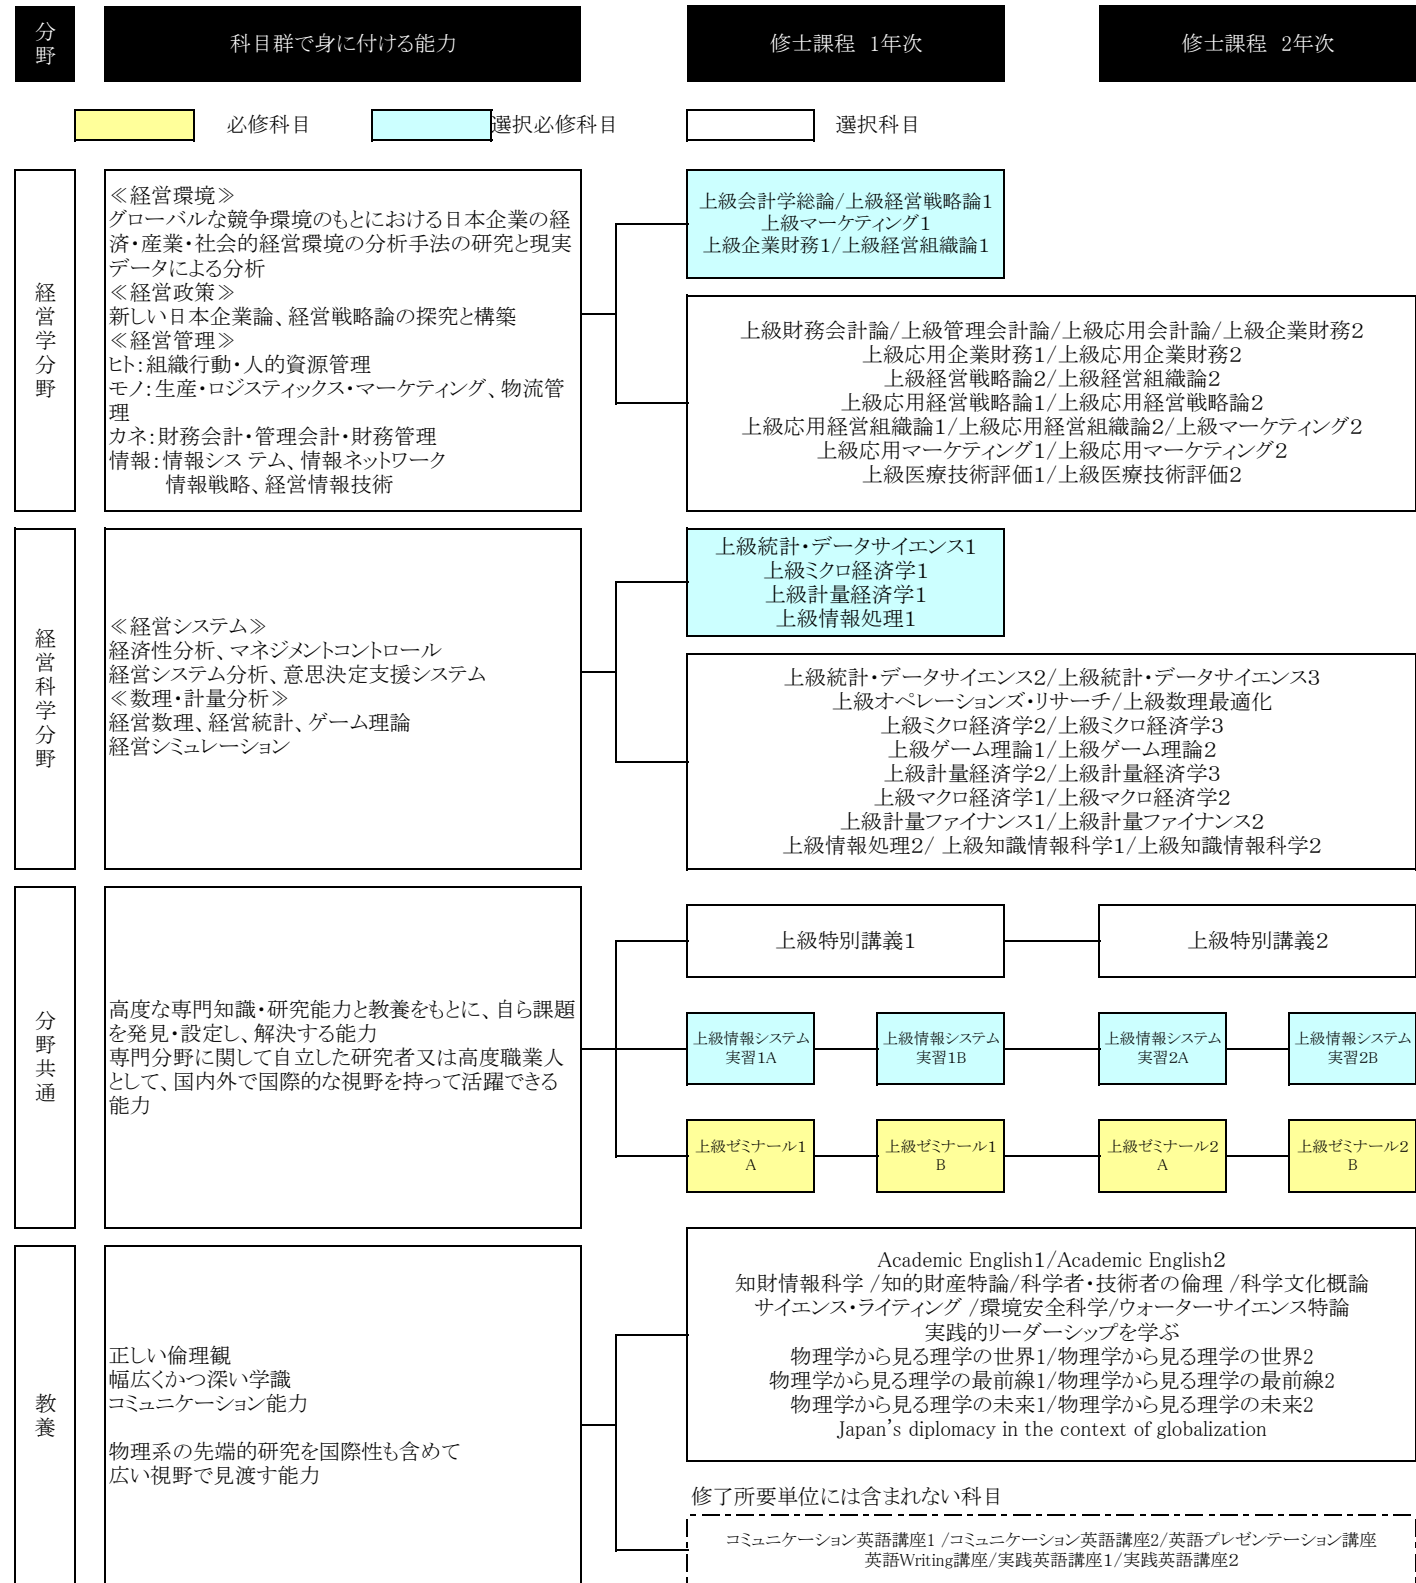 分野
科目群で身に付ける能力
修士課程 1年次
修士課程 2年次
必修科目
選択必修科目
選択科目
経営学分野
≪経営環境≫
グローバルな競争環境のもとにおける日本企業の経
済・産業・社会的経営環境の分析手法の研究と現実
データによる分析
≪経営政策≫
新しい日本企業論、経営戦略論の探究と構築
≪経営管理≫
ヒト:組織行動・人的資源管理
モノ:生産・ロジスティックス・マーケティング、物流管
理
カネ:財務会計・管理会計・財務管理
情報:情報システム、情報ネットワーク
情報戦略、経営情報技術
上級会計学総論/上級経営戦略論1
上級マーケティング1
上級企業財務1/上級経営組織論1
上級財務会計論/上級管理会計論/上級応用会計論/上級企業財務2
上級応用企業財務1/上級応用企業財務2
上級経営戦略論2/上級経営組織論2
上級応用経営戦略論1/上級応用経営戦略論2
上級応用経営組織論1/上級応用経営組織論2/上級マーケティング2
上級応用マーケティング1/上級応用マーケティング2
上級医療技術評価1/上級医療技術評価2
経営科学分野
≪経営システム≫
経済性分析、マネジメントコントロール
経営システム分析、意思決定支援システム
≪数理・計量分析≫
経営数理、経営統計、ゲーム理論
経営シミュレーション
上級統計・データサイエンス1
上級ミクロ経済学1
上級計量経済学1
上級情報処理1
上級統計・データサイエンス2/上級統計・データサイエンス3
上級オペレーションズ・リサーチ/上級数理最適化
上級ミクロ経済学2/上級ミクロ経済学3
上級ゲーム理論1/上級ゲーム理論2
上級計量経済学2/上級計量経済学3
上級マクロ経済学1/上級マクロ経済学2
上級計量ファイナンス1/上級計量ファイナンス2
上級情報処理2/ 上級知識情報科学1/上級知識情報科学2
分野共通
高度な専門知識・研究能力と教養をもとに、自ら課題
を発見・設定し、解決する能力
専門分野に関して自立した研究者又は高度職業人
として、国内外で国際的な視野を持って活躍できる
能力
上級特別講義1
上級特別講義2
上級情報システム
実習1A
上級情報システム
実習1B
上級情報システム
実習2A
上級情報システム
実習2B
上級ゼミナール1
A
上級ゼミナール1
B
上級ゼミナール2
A
上級ゼミナール2
B
教養
正しい倫理観
幅広くかつ深い学識
コミュニケーション能力
物理系の先端的研究を国際性も含めて
広い視野で見渡す能力
Academic English1/Academic English2
知財情報科学 /知的財産特論/科学者・技術者の倫理 /科学文化概論
サイエンス・ライティング /環境安全科学/ウォーターサイエンス特論
実践的リーダーシップを学ぶ
物理学から見る理学の世界1/物理学から見る理学の世界2
物理学から見る理学の最前線1/物理学から見る理学の最前線2
物理学から見る理学の未来1/物理学から見る理学の未来2
Japan's diplomacy in the context of globalization
修了所要単位には含まれない科目
コミュニケーション英語講座1 /コミュニケーション英語講座2/英語プレゼンテーション講座
英語Writing講座/実践英語講座1/実践英語講座2